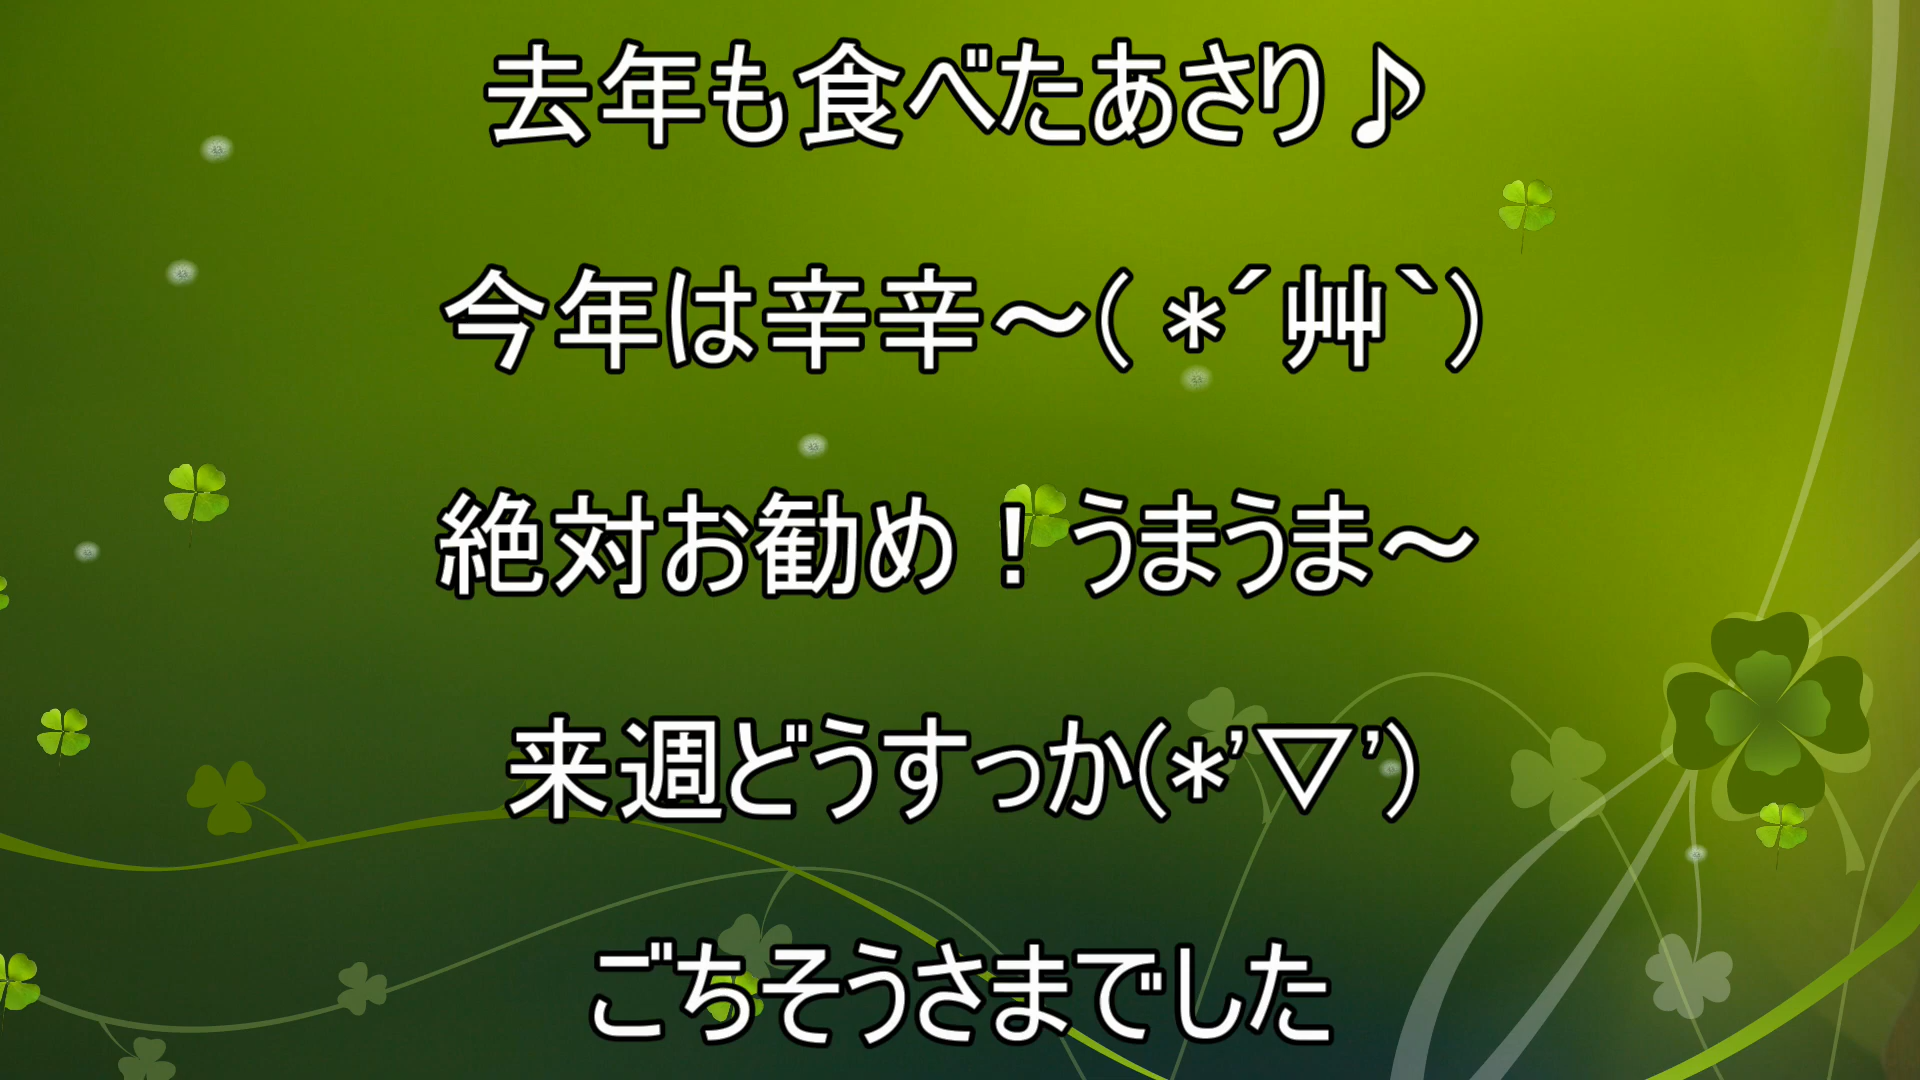 去年も食べたあさり♪
今年は辛辛～( *´艸`)
絶対お勧め！うまうま～
来週どうすっか(*'▽')
ごちそうさまでした